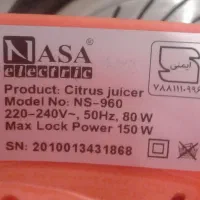 NASA
electric
ایمنی
Product: Citrus juicer
Model No: NS-960
220-240V~, 50Hz, 80 W
Max Lock Power 150 W
SN: 2010013431868